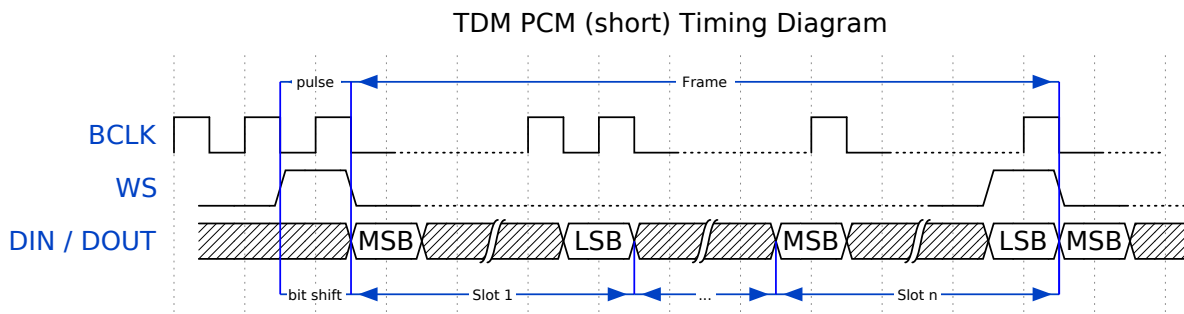 TDM PCM (short) Timing Diagram
pulse
Frame
BCLK
WS
DIN / DOUT
MSB
LSB
MSB
LSB
MSB
bit shift
Slot 1
...
Slot n